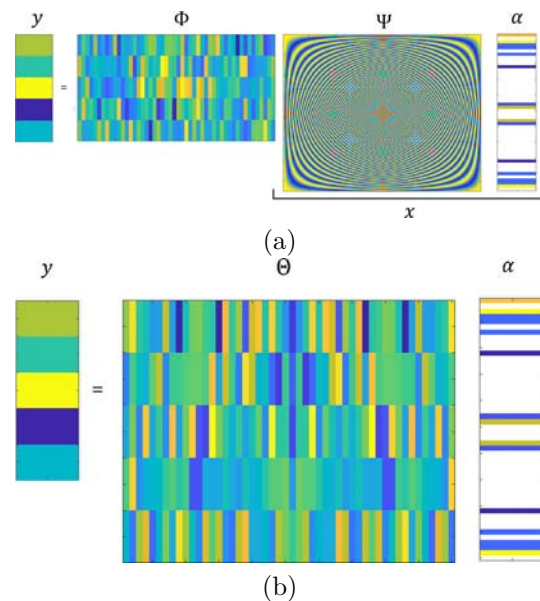 y Φ Ψ α
=
x
(a)
y Θ α
=
(b)